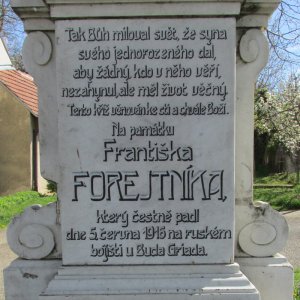 Tak Bůh miloval svět, že syna
svého jednorozeného dal,
aby žádný, kdo v něho věří,
nezahynul, ale měl život věčný.
Tento kříž věnován ke cti a chvále Boží.
Na památku
Františka
FOREJTNÍKA,
který čestně padl
dne 5. června 1916 na ruském
bojišti u Buda Griada.